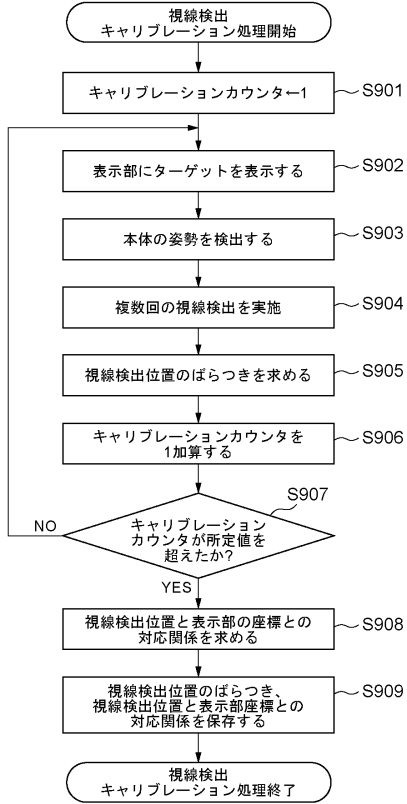 視線検出
キャリブレーション処理開始
キャリブレーションカウンタ←1
S901
表示部にターゲットを表示する
S902
本体の姿勢を検出する
S903
複数回の視線検出を実施
S904
視線検出位置のばらつきを求める
S905
キャリブレーションカウンタを
1加算する
S906
S907
キャリブレーション
カウンタが所定値を
超えたか?
NO
YES
視線検出位置と表示部の座標との
対応関係を求める
S908
視線検出位置のばらつき、
視線検出位置と表示部座標との
対応関係を保存する
S909
視線検出
キャリブレーション処理終了